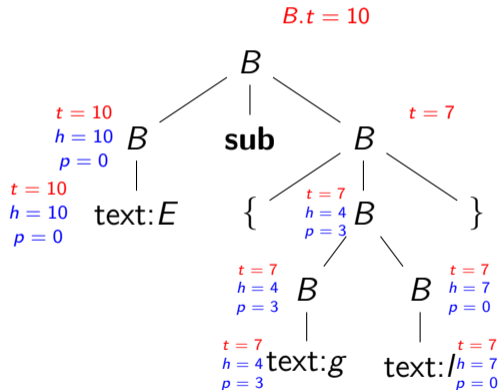 B.t = 10
B
t = 10
h = 10
p = 0
B
sub
B
t = 7
t = 10
h = 10
p = 0
text:E
{
t = 7
h = 4
p = 3
B
}
t = 7
h = 4
p = 3
B
B
t = 7
h = 7
p = 0
t = 7
h = 4
p = 3
text:g
text:l
t = 7
h = 7
p = 0